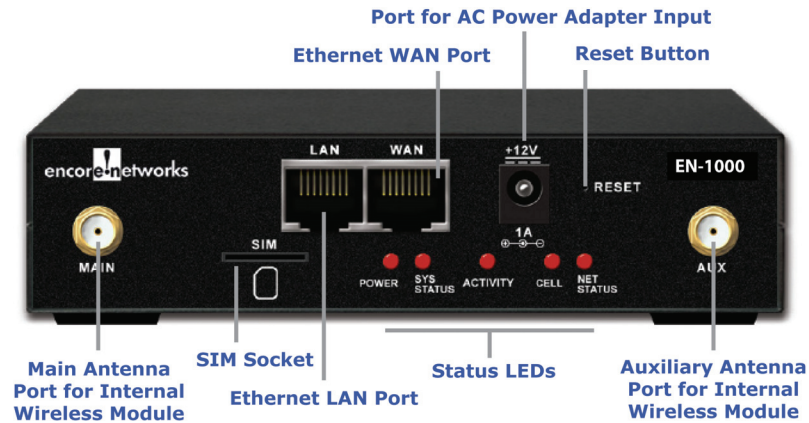 Port for AC Power Adapter Input
Ethernet WAN Port
Reset Button
LAN
WAN
+12V
encore!networks
EN-1000
RESET
1A
MAIN
SIM
AUX
POWER
SYS
STATUS
ACTIVITY
CELL
NET
STATUS
Main Antenna
Port for Internal
Wireless Module
SIM Socket
Ethernet LAN Port
Status LEDs
Auxiliary Antenna
Port for Internal
Wireless Module